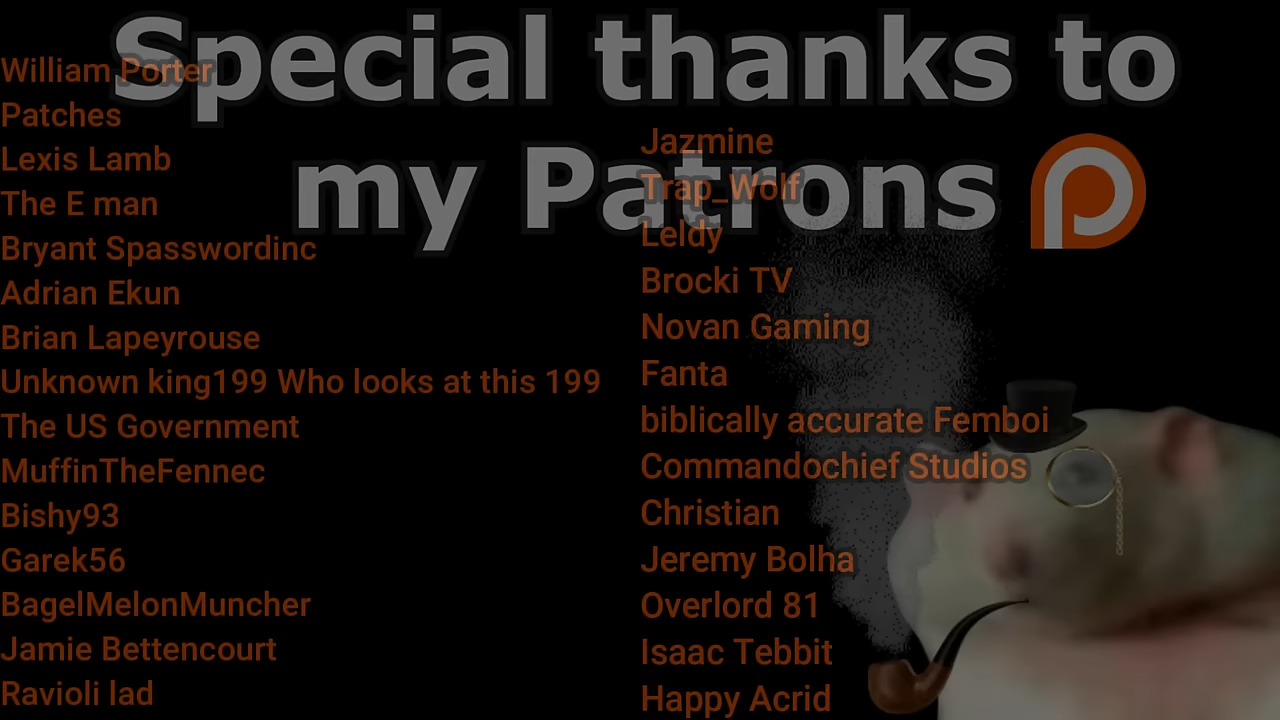 Special thanks to
my Patrons
William Porter
Patches
Lexis Lamb
The E man
Bryant Spasswordinc
Adrian Ekun
Brian Lapeyrouse
Unknown king199 Who looks at this 199
The US Government
MuffinTheFennec
Bishy93
Garek56
BagelMelonMuncher
Jamie Bettencourt
Ravioli lad
Jazmine
Trap_Wolf
Leldy
Brocki TV
Novan Gaming
Fanta
biblically accurate Femboi
Commandochief Studios
Christian
Jeremy Bolha
Overlord 81
Isaac Tebbit
Happy Acrid